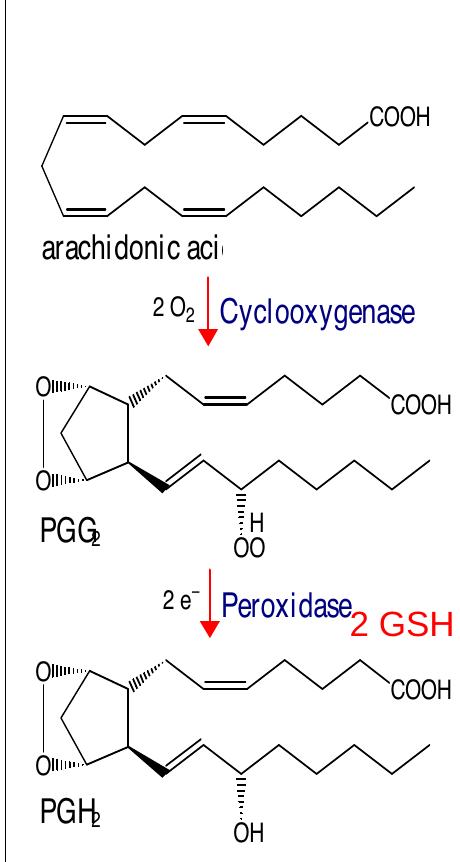 COOH
arachidonic aci
2 O₂ Cyclooxygenase
O
COOH
O
H
OO
PGG₂
2 e⁻ Peroxidase
2 GSH
O
COOH
O
PGH₂
OH